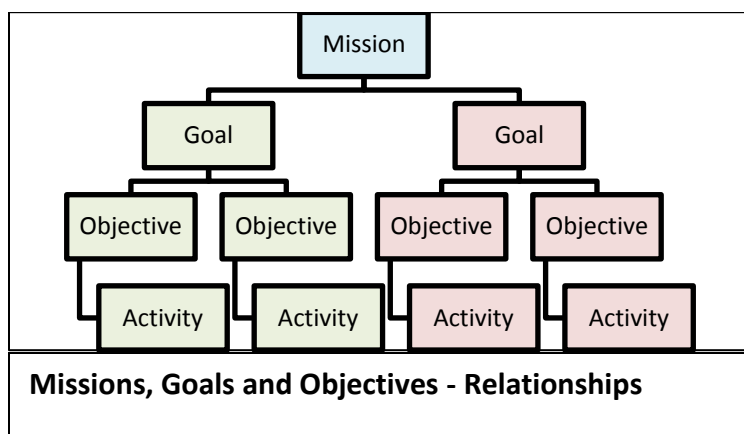 Mission
Goal Goal
Objective Objective Objective Objective
Activity Activity Activity Activity
Missions, Goals and Objectives - Relationships